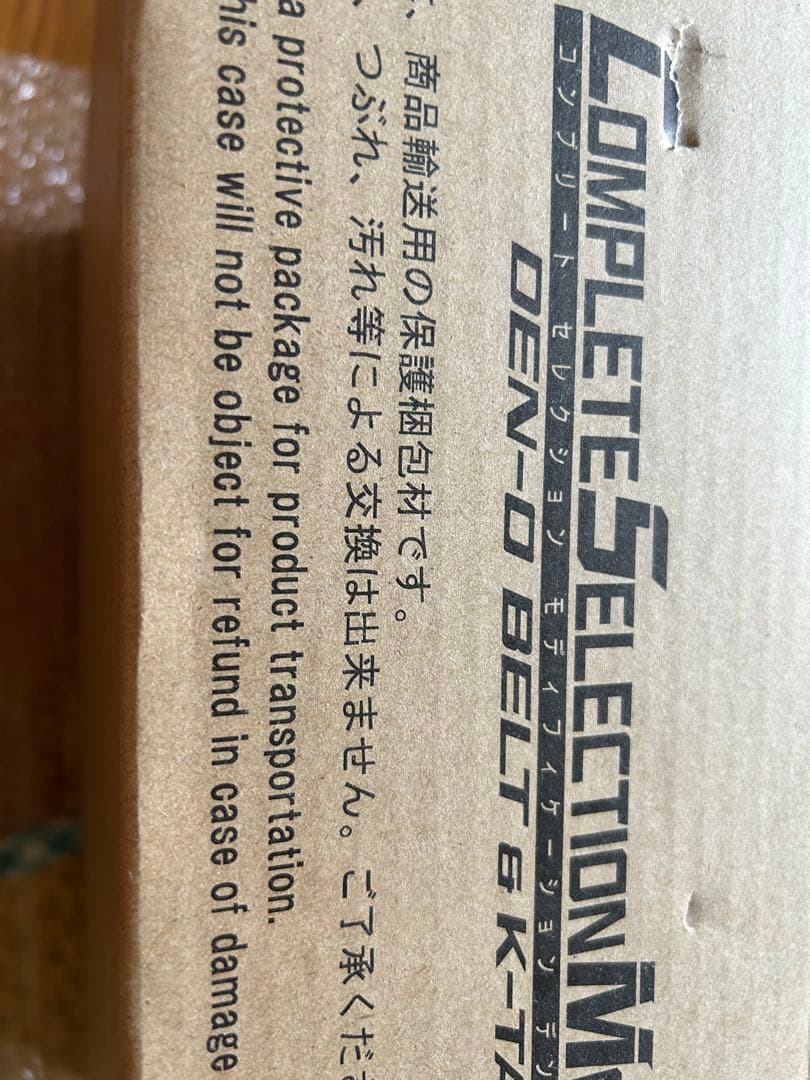 COMPLETE SELECTION M
コンプリート セレクション モディフィケーション デン
DEN-O BELT & K-TA
、商品輸送用の保護梱包材です。
、つぶれ、汚れ等による交換は出来ません。ご了承くださ
a protective package for product transportation.
his case will not be object for refund in case of damage